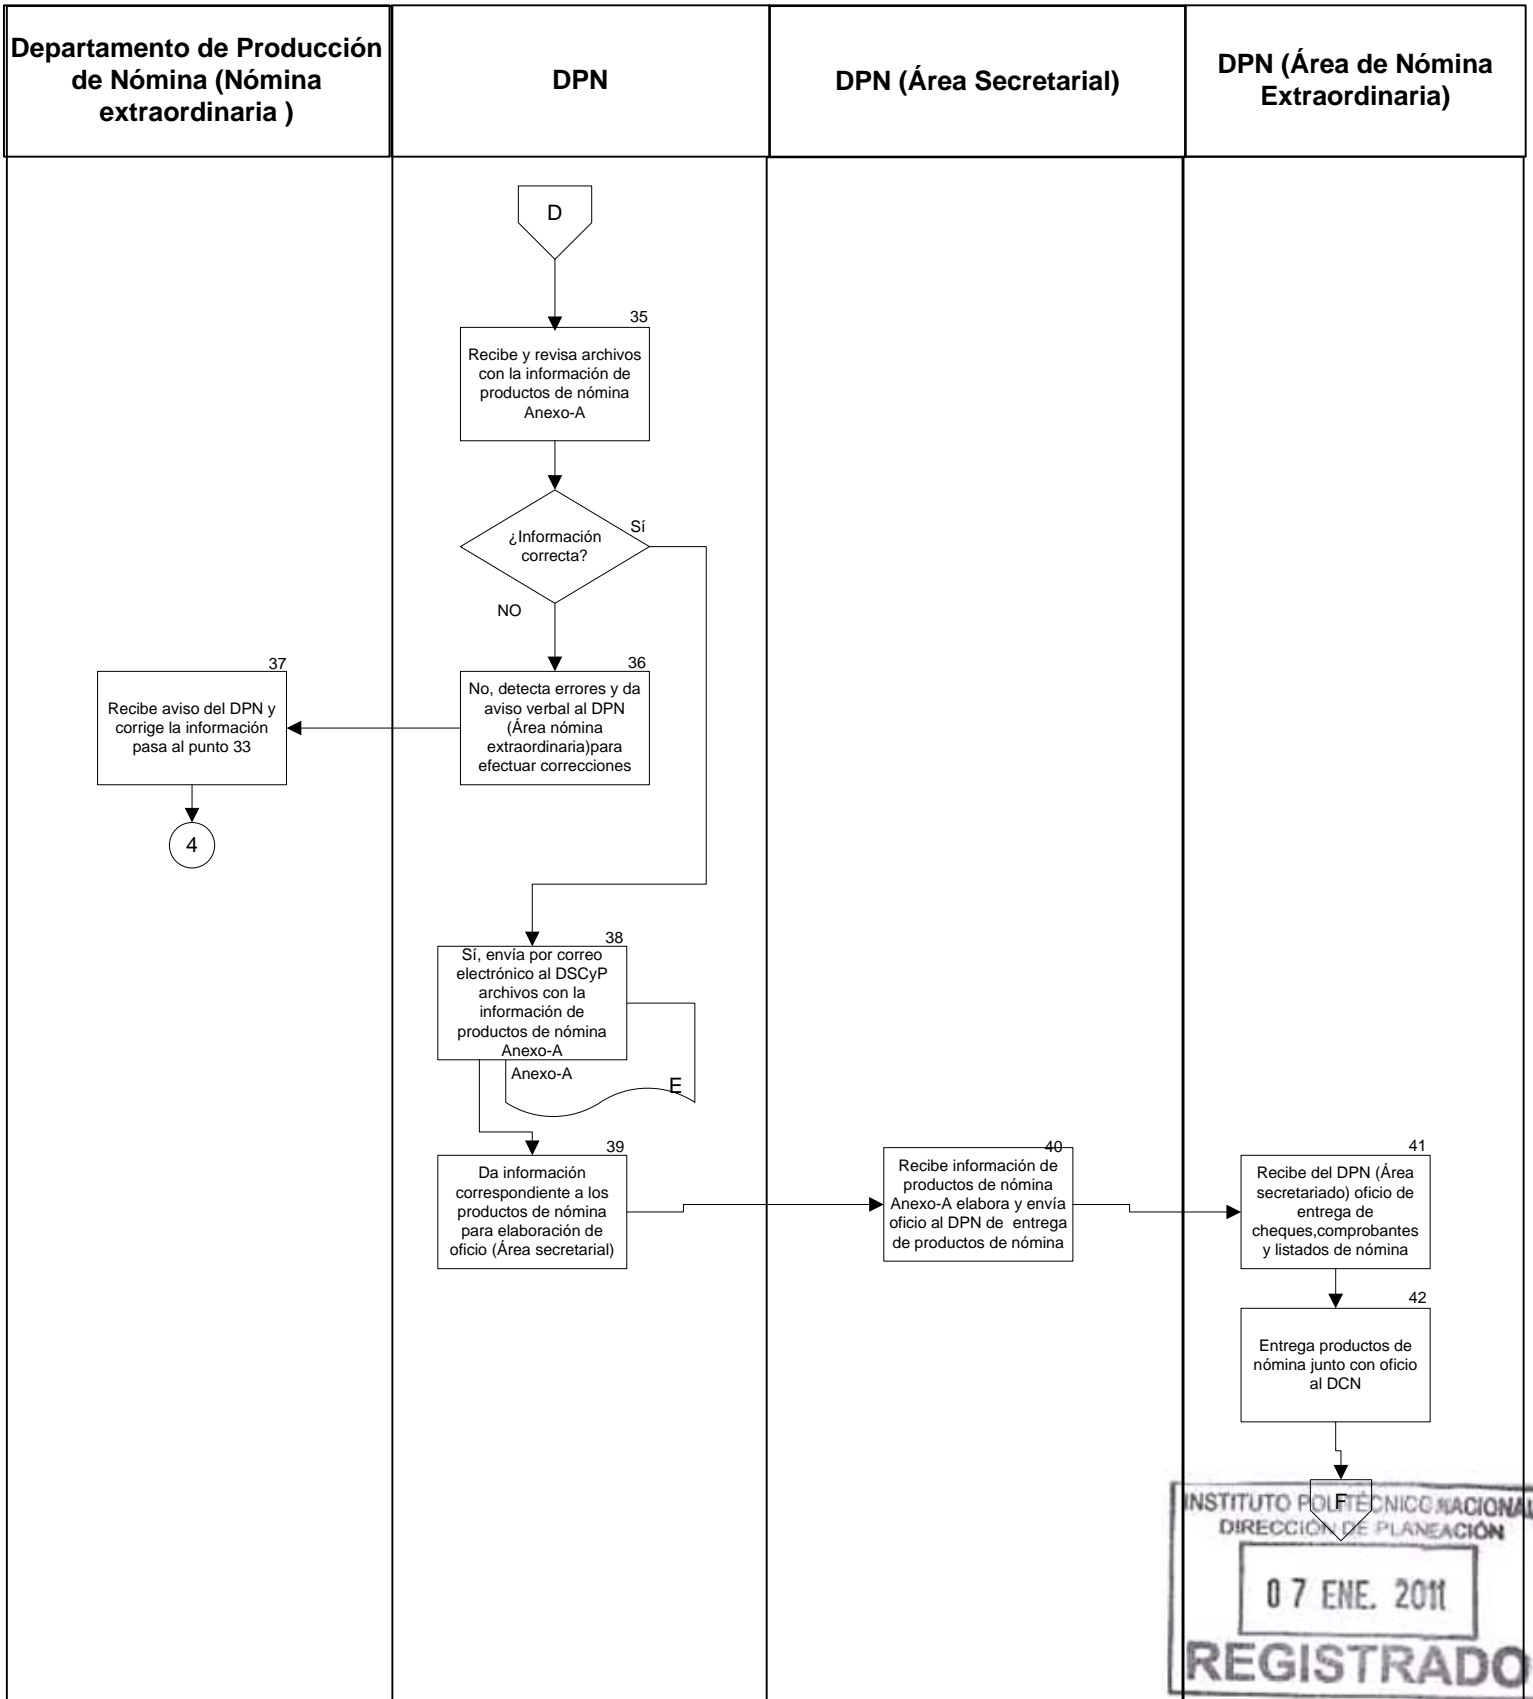 Departamento de Producción
de Nómina (Nómina
extraordinaria )
DPN
DPN (Área Secretarial)
DPN (Área de Nómina
Extraordinaria)
D
35
Recibe y revisa archivos
con la información de
productos de nómina
Anexo-A
¿Información
correcta?
Sí
NO
37
Recibe aviso del DPN y
corrige la información
pasa al punto 33
4
36
No, detecta errores y da
aviso verbal al DPN
(Área nómina
extraordinaria)para
efectuar correcciones
38
Sí, envía por correo
electrónico al DSCyP
archivos con la
información de
productos de nómina
Anexo-A
Anexo-A
E
39
Da información
correspondiente a los
productos de nómina
para elaboración de
oficio (Área secretarial)
40
Recibe información de
productos de nómina
Anexo-A elabora y envía
oficio al DPN de entrega
de productos de nómina
41
Recibe del DPN (Área
secretariado) oficio de
entrega de
cheques,comprobantes
y listados de nómina
42
Entrega productos de
nómina junto con oficio
al DCN
F
INSTITUTO POLITÉCNICO NACIONAL
DIRECCIÓN DE PLANEACIÓN
07 ENE. 2011
REGISTRADO